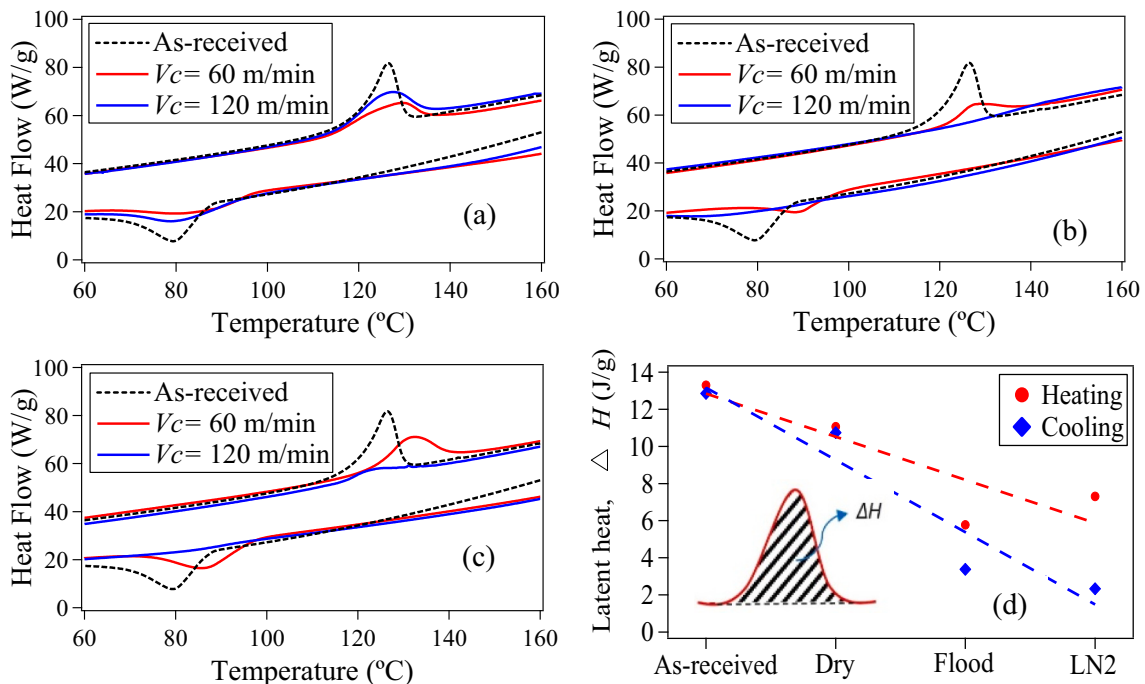 100
80
60
40
20
0
Heat Flow (W/g)
As-received
Vc= 60 m/min
Vc= 120 m/min
(a)
60 80 100 120 140 160
Temperature (ºC)
100
80
60
40
20
0
Heat Flow (W/g)
As-received
Vc= 60 m/min
Vc= 120 m/min
(b)
60 80 100 120 140 160
Temperature (ºC)
100
80
60
40
20
0
Heat Flow (W/g)
As-received
Vc= 60 m/min
Vc= 120 m/min
(c)
60 80 100 120 140 160
Temperature (ºC)
14
12
10
8
6
4
2
0
Latent heat, △ H (J/g)
Heating
Cooling
ΔH
(d)
As-received Dry Flood LN2